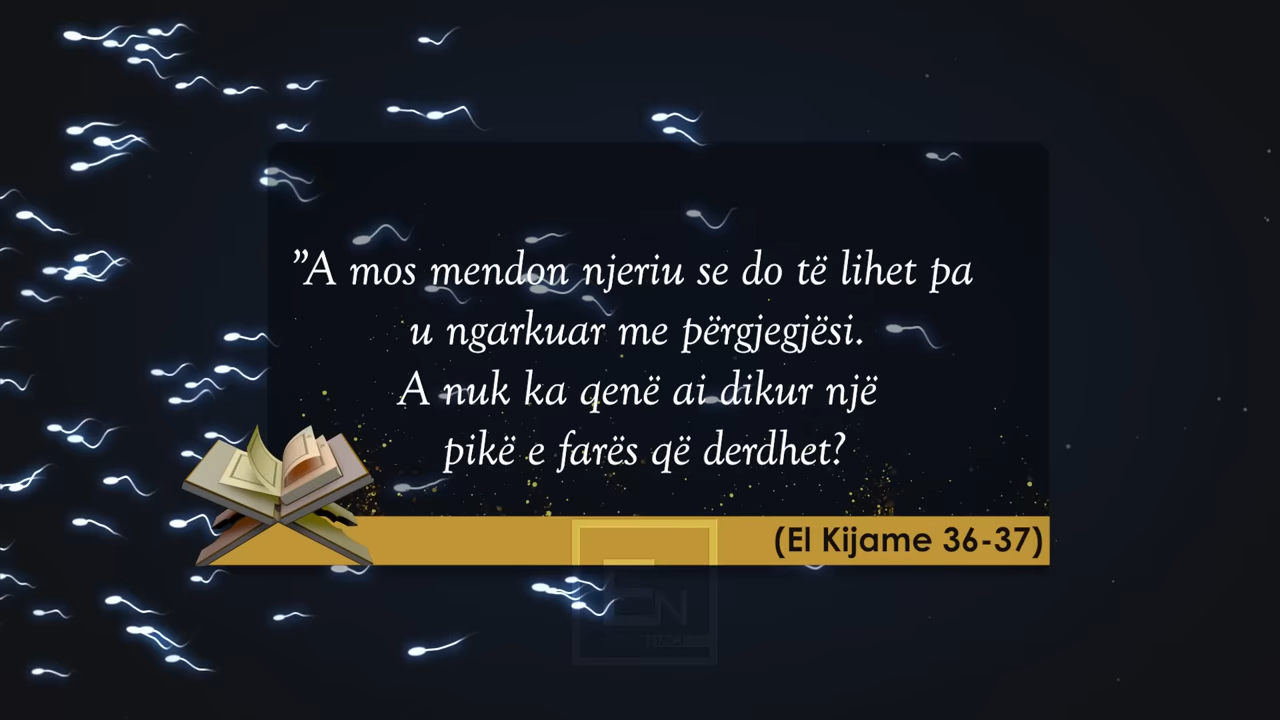 ”A mos mendon njeriu se do të lihet pa
u ngarkuar me përgjegjësi.
A nuk ka qenë ai dikur një
pikë e farës që derdhet?
(El Kijame 36-37)